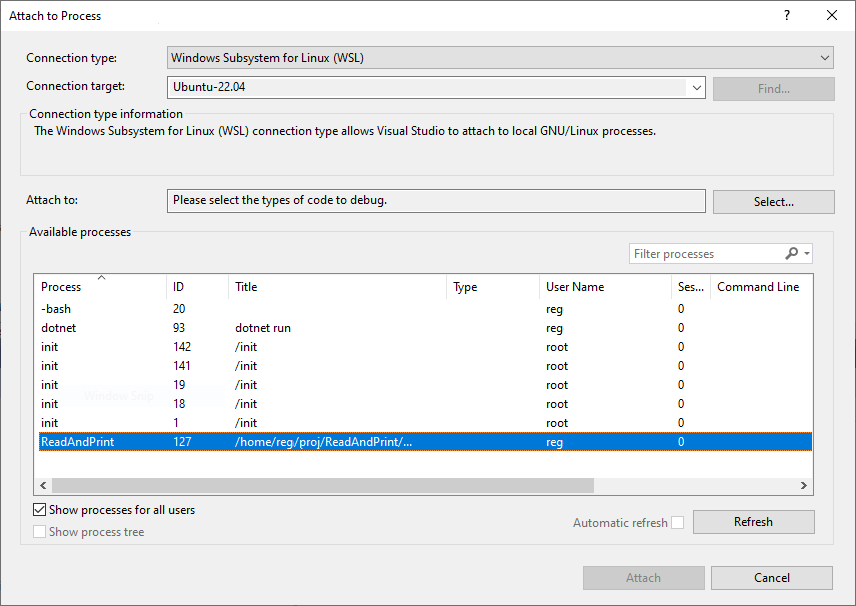 Attach to Process
Connection type: Windows Subsystem for Linux (WSL)
Connection target: Ubuntu-22.04 Find...
Connection type information
The Windows Subsystem for Linux (WSL) connection type allows Visual Studio to attach to local GNU/Linux processes.
Attach to: Please select the types of code to debug. Select...
Available processes
Filter processes
Process ID Title Type User Name Ses... Command Line
-bash 20 reg 0
dotnet 93 dotnet run reg 0
init 142 /init root 0
init 141 /init root 0
init 19 /init root 0
init 18 /init root 0
init 1 /init root 0
ReadAndPrint 127 /home/reg/proj/ReadAndPrint/... reg 0
Show processes for all users
Show process tree
Automatic refresh Refresh
Attach Cancel